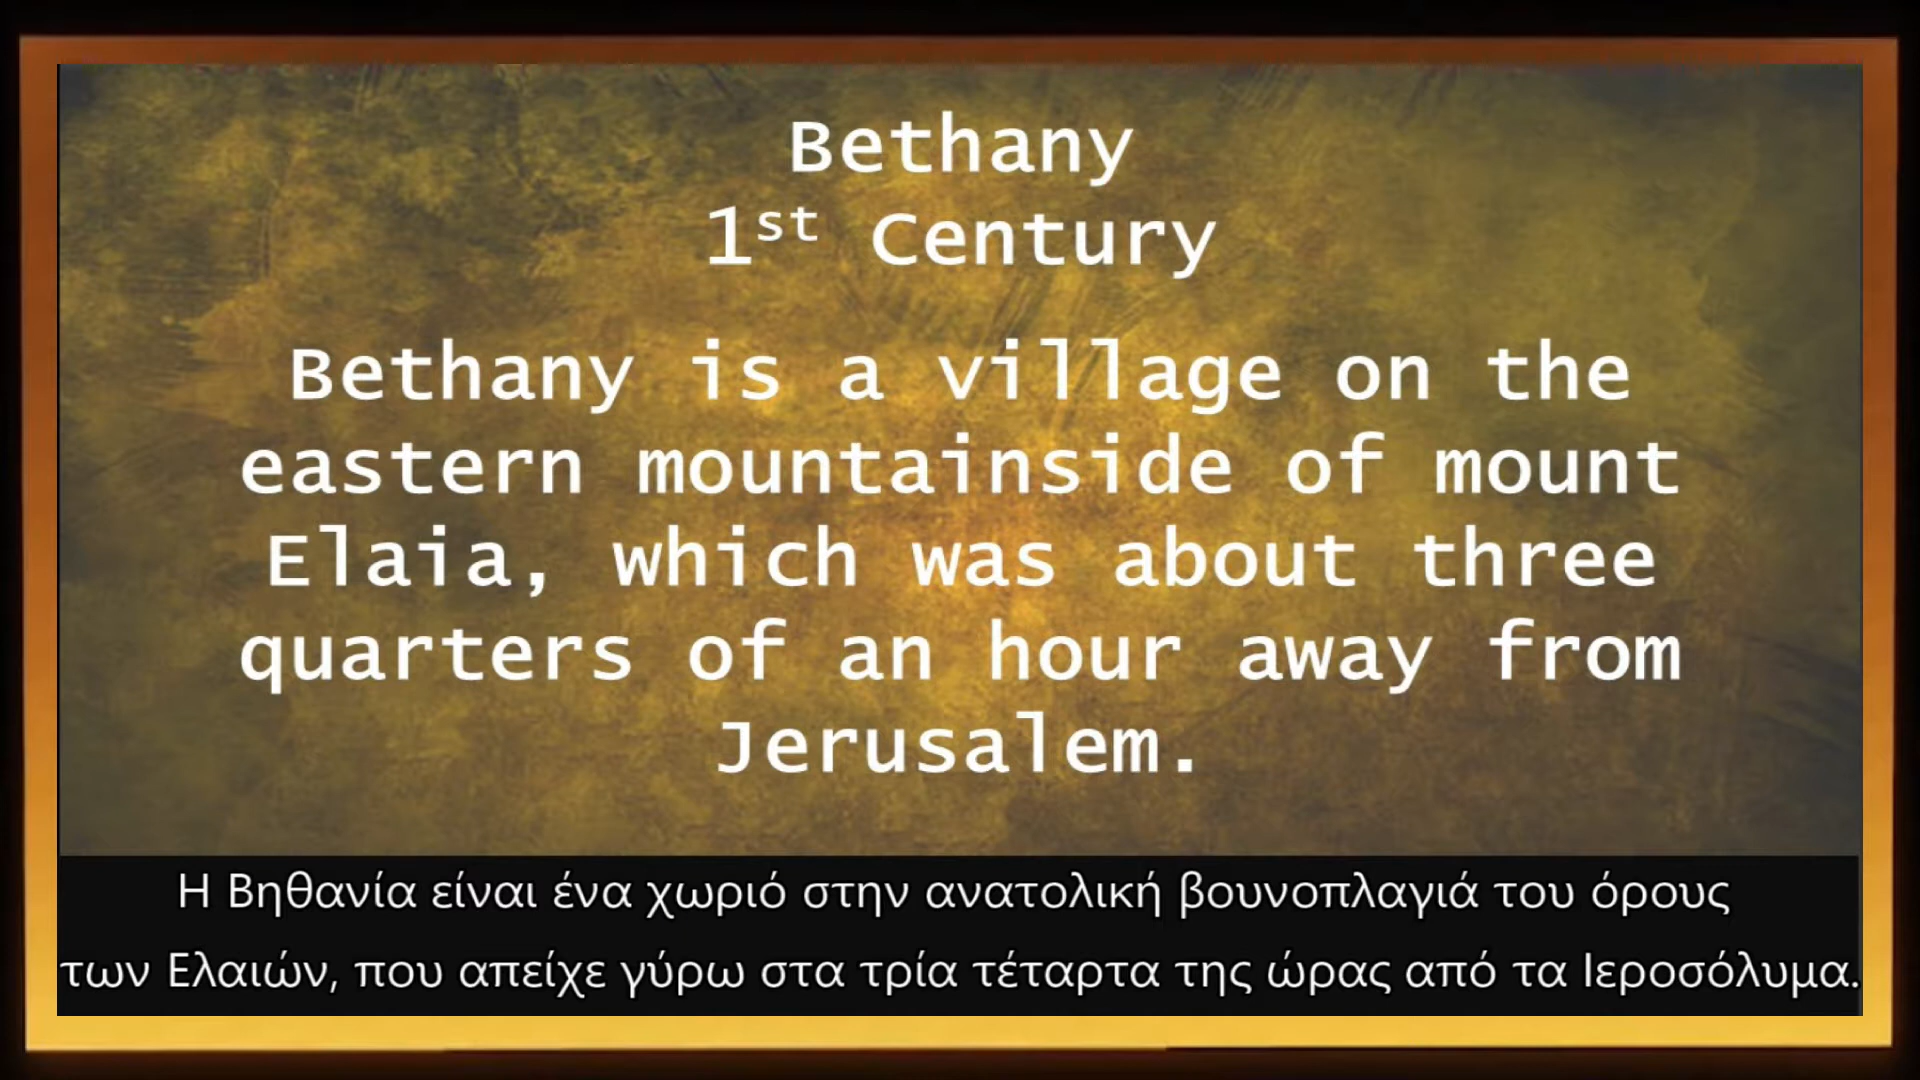 Bethany
1st Century
Bethany is a village on the
eastern mountainside of mount
Elaia, which was about three
quarters of an hour away from
Jerusalem.
Η Βηθανία είναι ένα χωριό στην ανατολική βουνοπλαγιά του όρους
των Ελαιών, που απείχε γύρω στα τρία τέταρτα της ώρας από τα Ιεροσόλυμα.